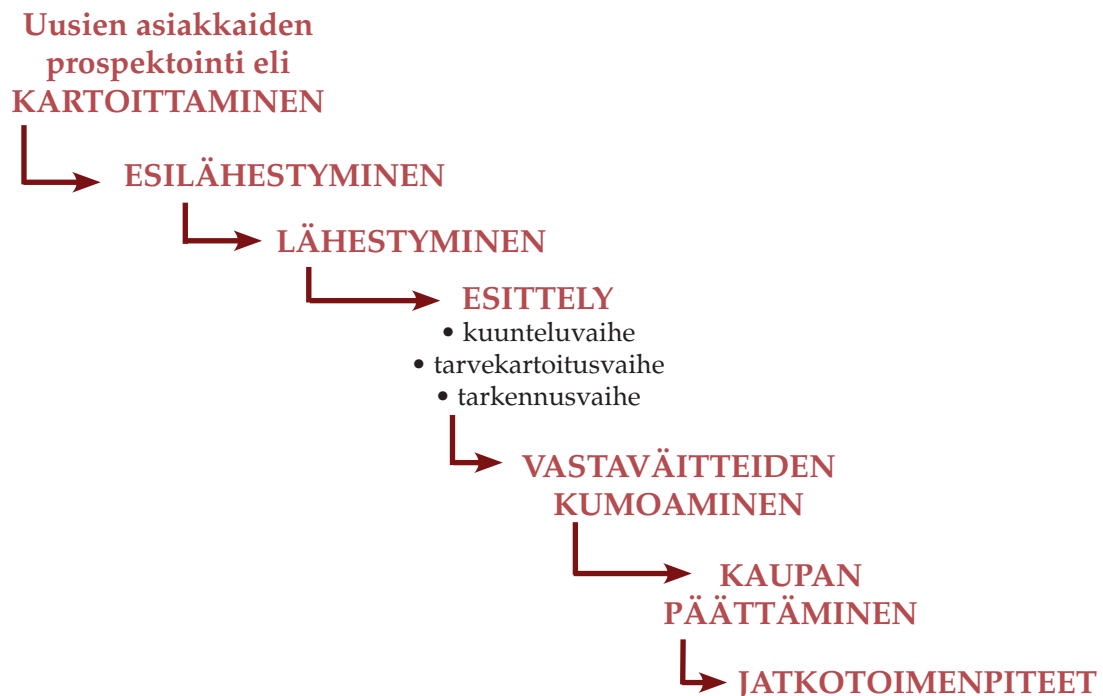 Uusien asiakkaiden
prospektointi eli
KARTOITTAMINEN
ESILÄHESTYMINEN
LÄHESTYMINEN
ESITTELY
• kuunteluvaihe
• tarvekartoitusvaihe
• tarkennusvaihe
VASTAVÄITTEIDEN
KUMOAMINEN
KAUPAN
PÄÄTTÄMINEN
JATKOTOIMENPITEET